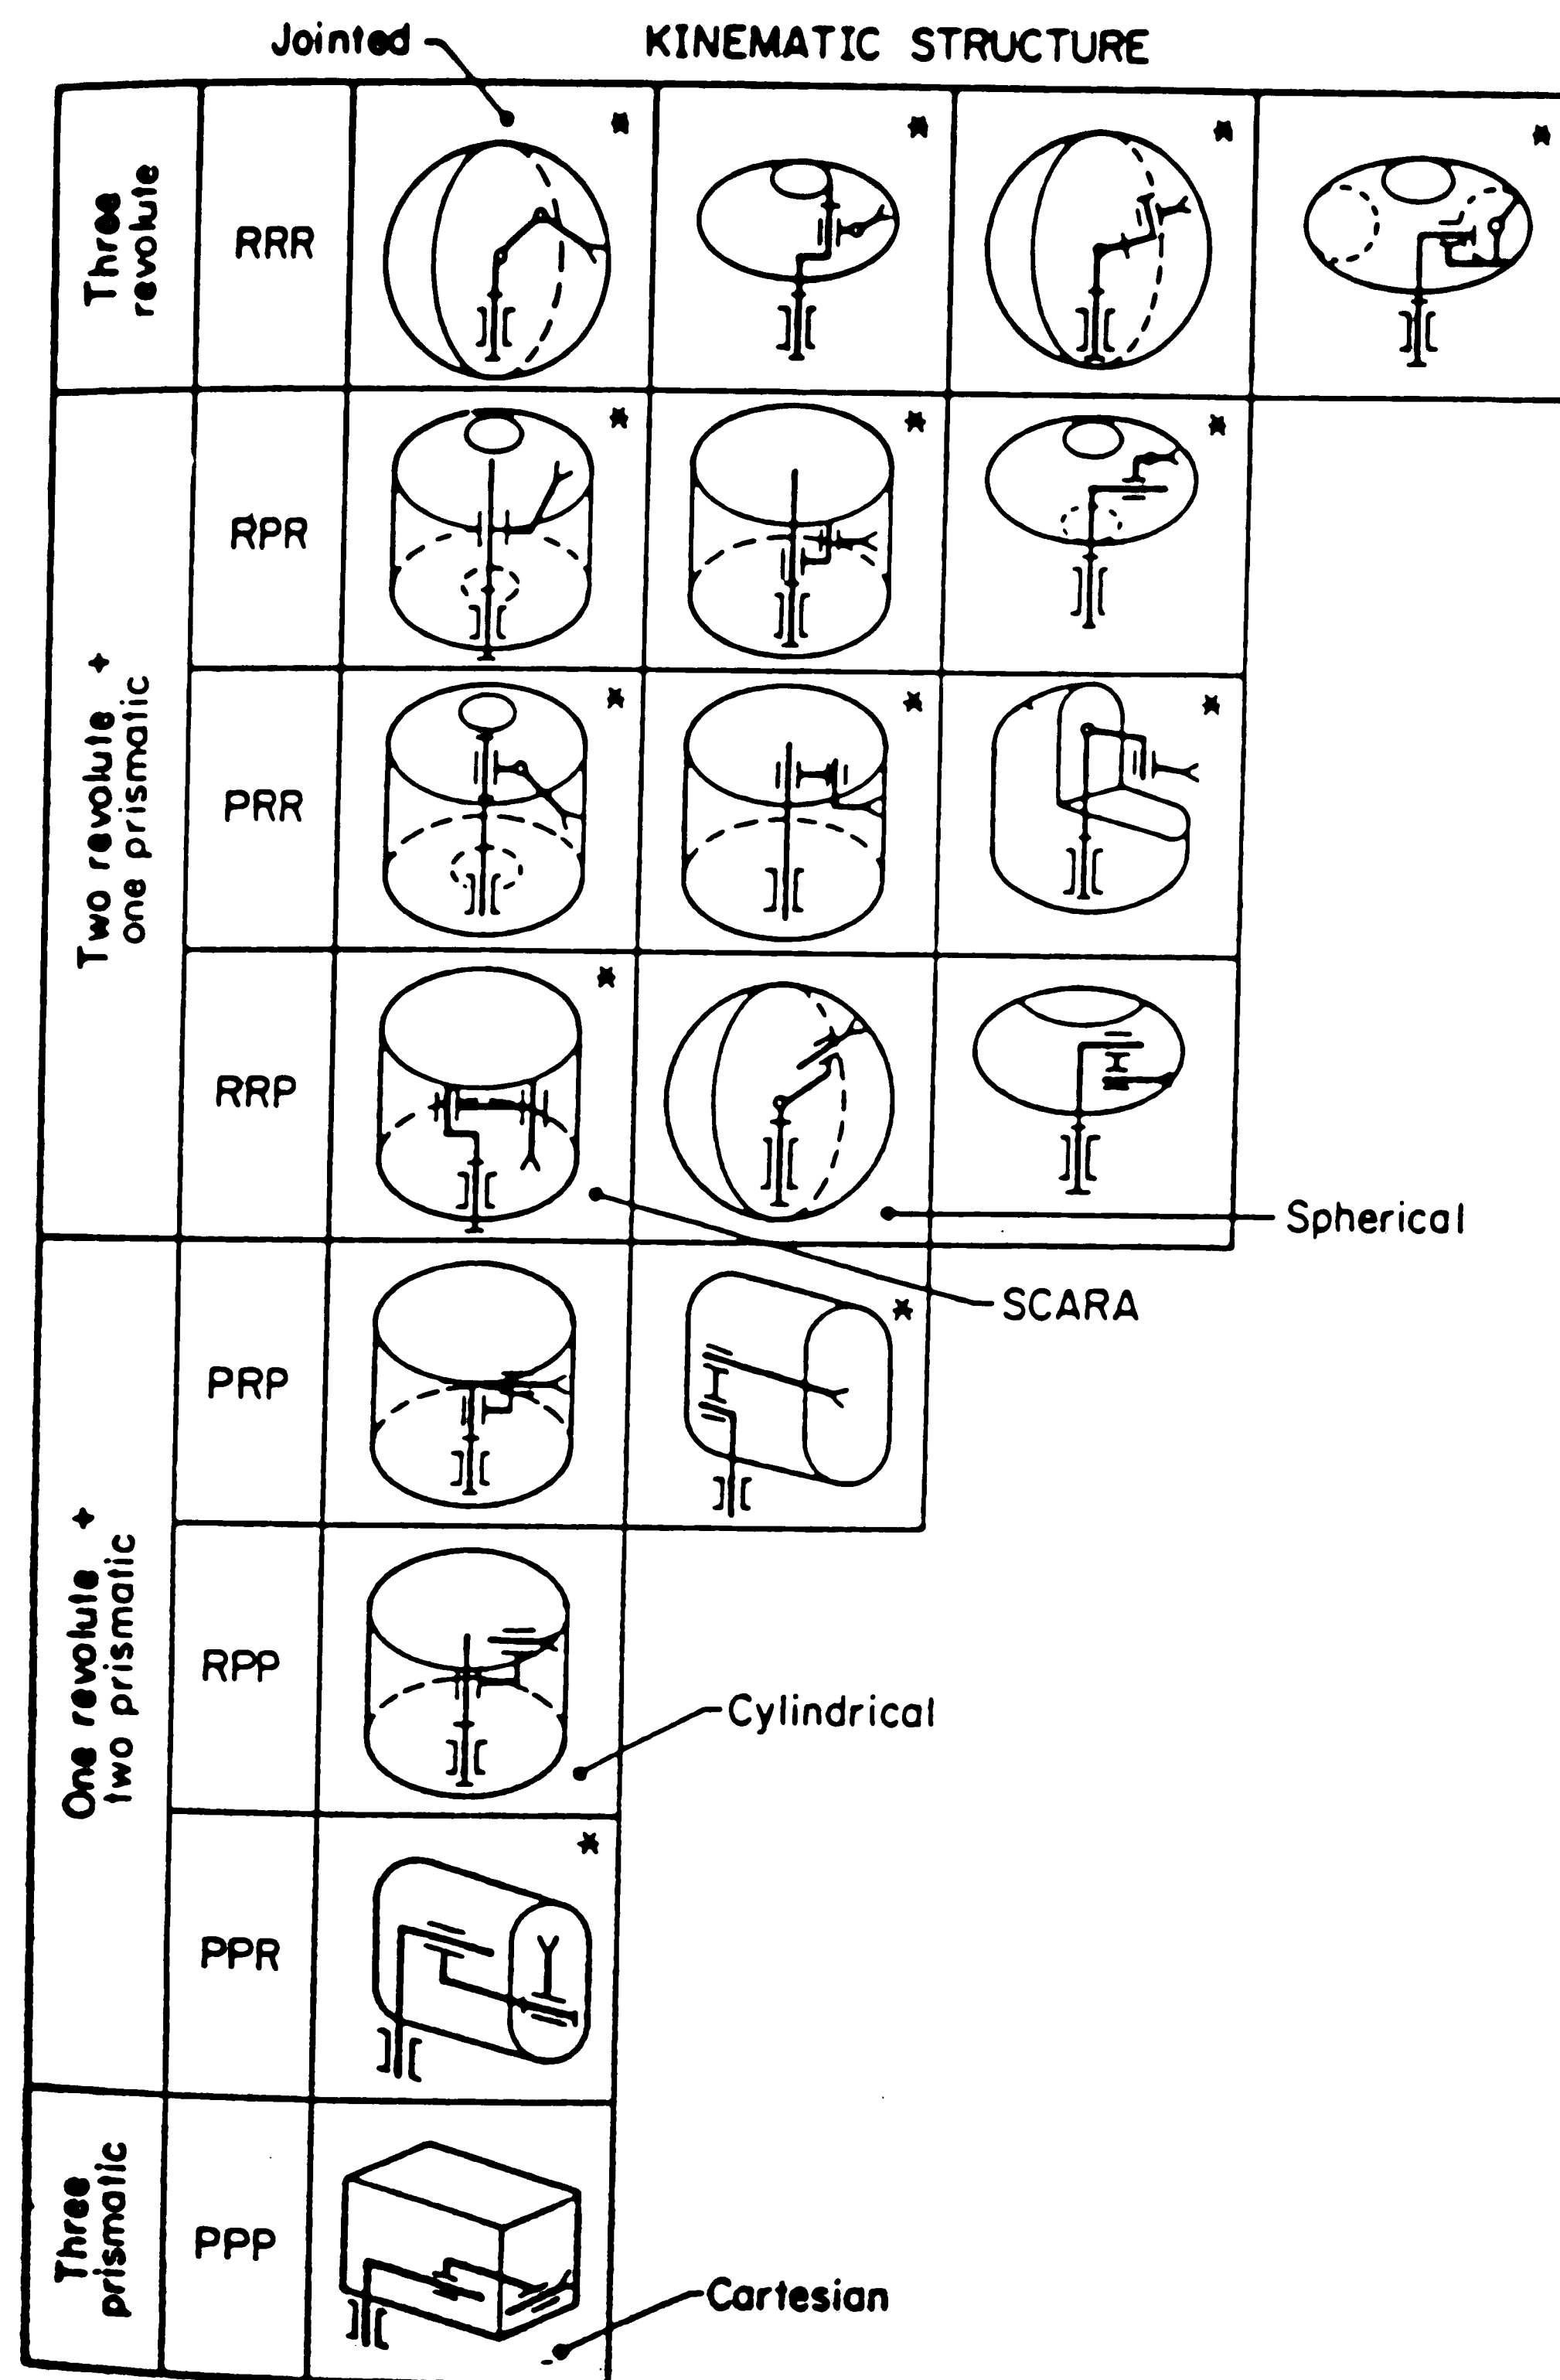 Jointed
KINEMATIC STRUCTURE
Three
revolute
RRR
*
*
*
*
Two revolute +
one prismatic
RPR
*
*
*
PRR
*
*
*
RRP
*
Spherical
SCARA
One revolute +
two prismatic
PRP
*
RPP
Cylindrical
PPR
*
Three
prismatic
PPP
Cartesian